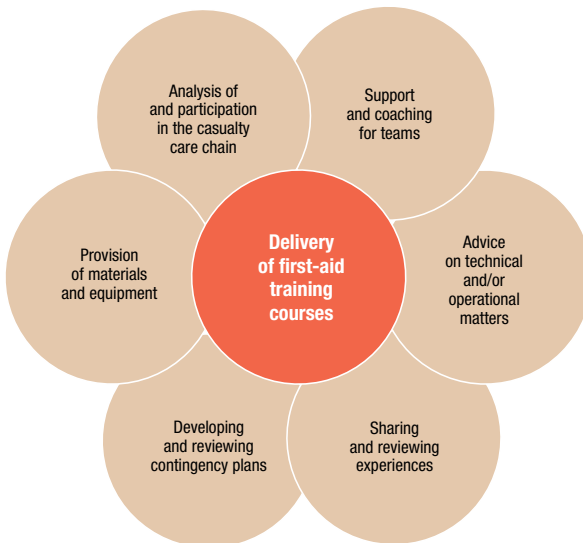 Analysis of
and participation
in the casualty
care chain
Support
and coaching
for teams
Provision
of materials
and equipment
Delivery
of first-aid
training
courses
Advice
on technical
and/or
operational
matters
Developing
and reviewing
contingency plans
Sharing
and reviewing
experiences